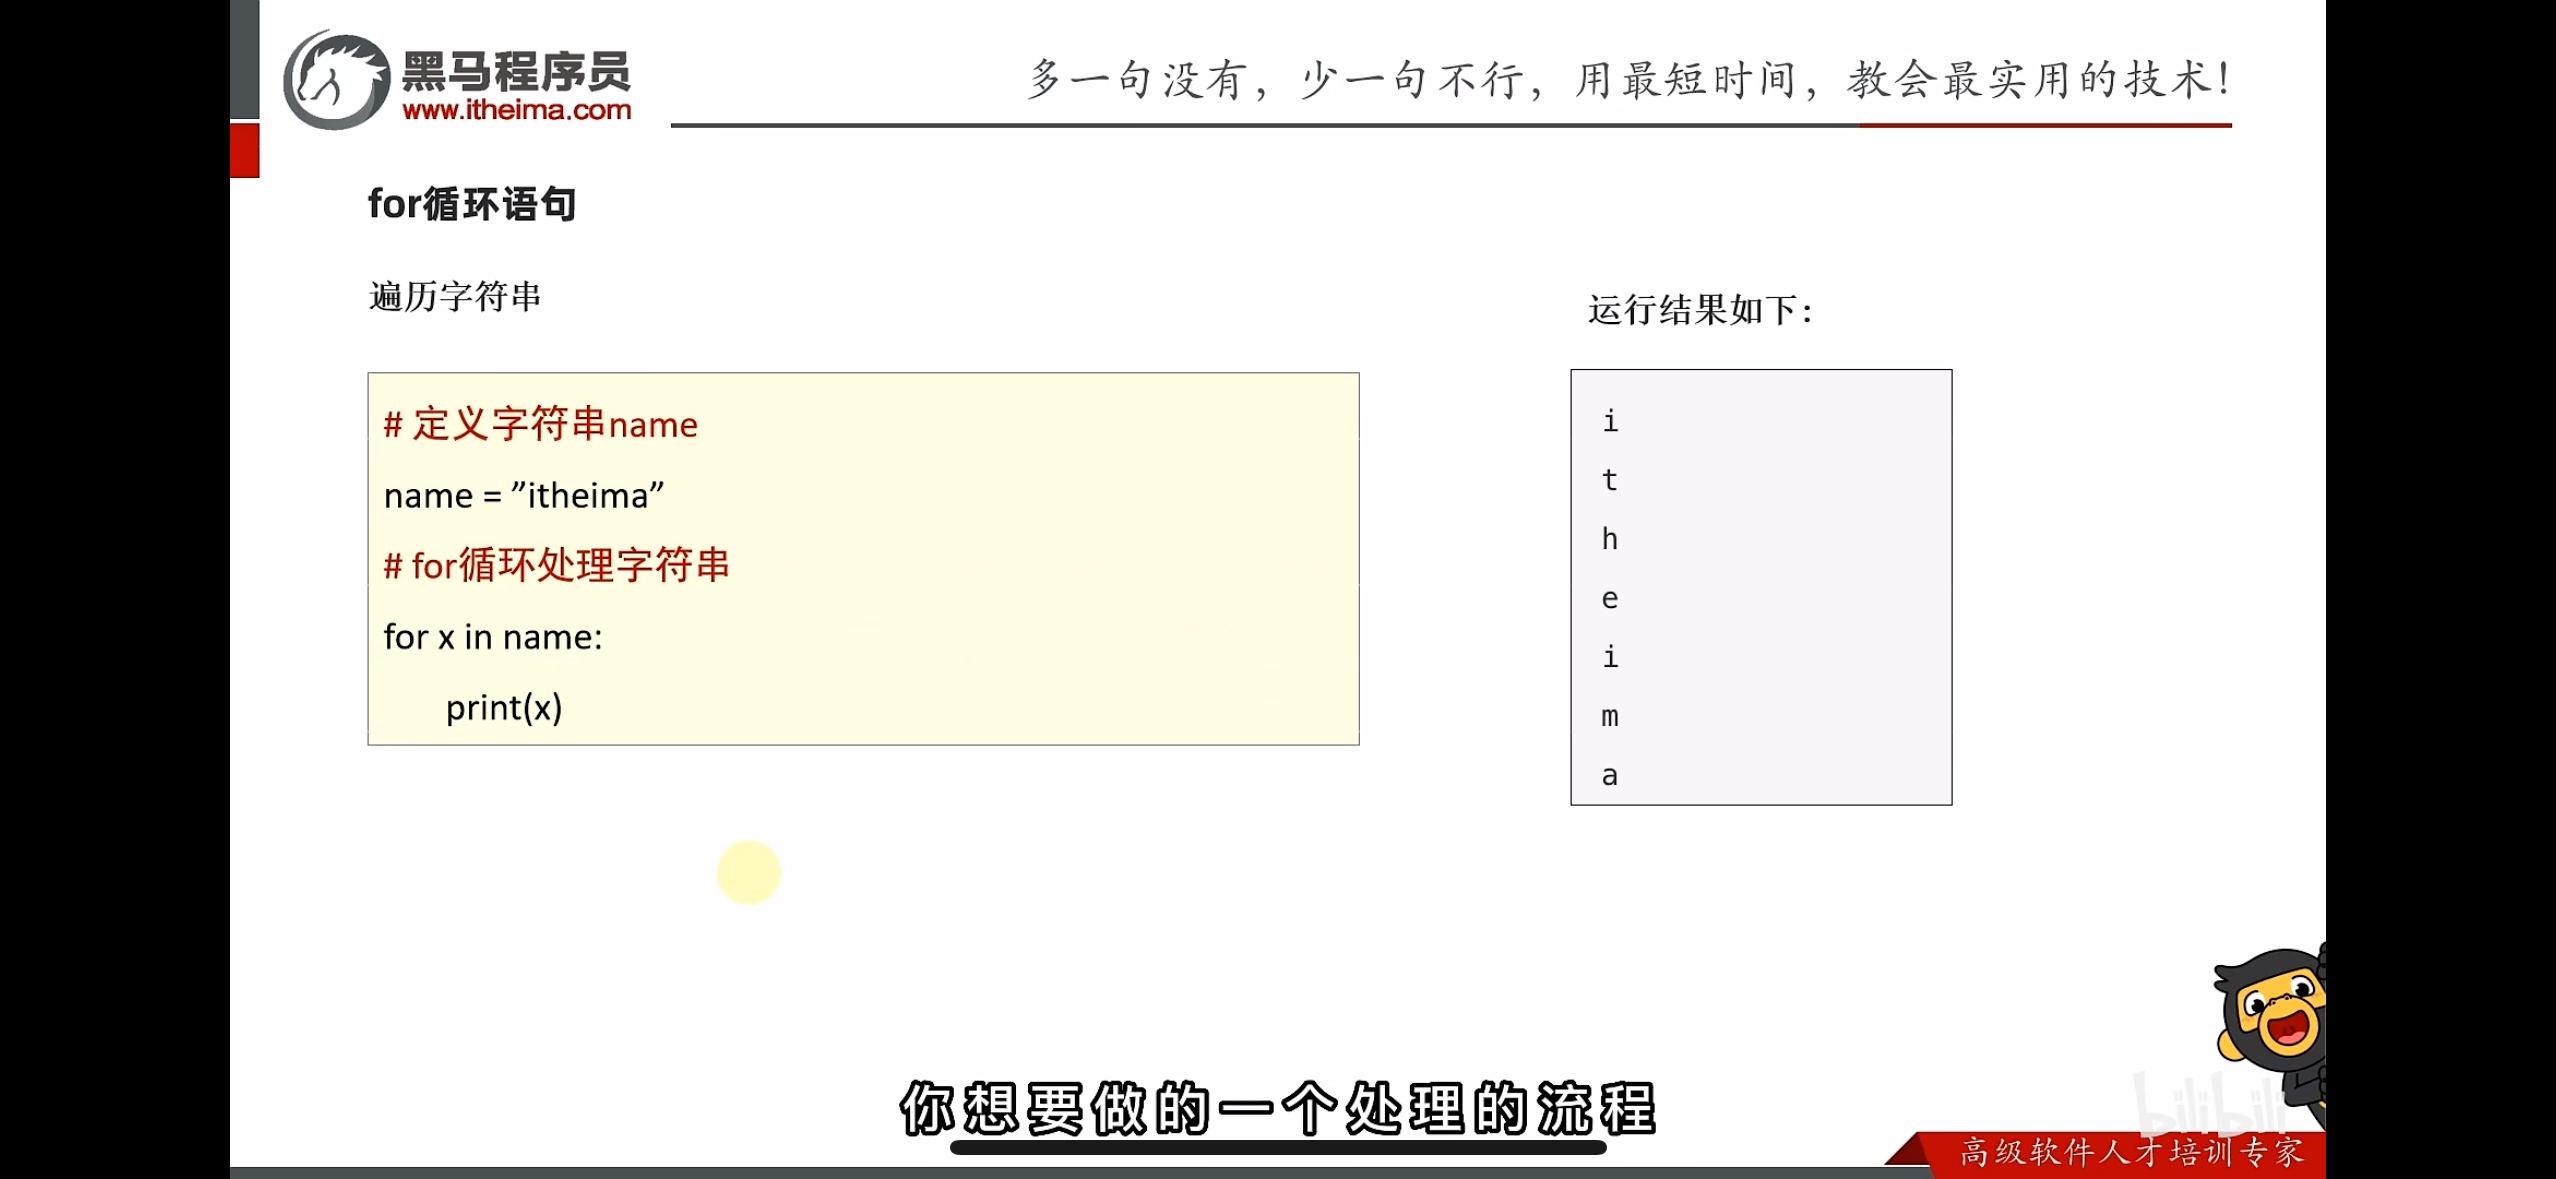 黑马程序员
www.itheima.com
多一句没有，少一句不行，用最短时间，教会最实用的技术！
for循环语句
遍历字符串
# 定义字符串name
name = ”itheima”
# for循环处理字符串
for x in name:
print(x)
运行结果如下：
i
t
h
e
i
m
a
你想要做的一个处理的流程
bilibili
高级软件人才培训专家